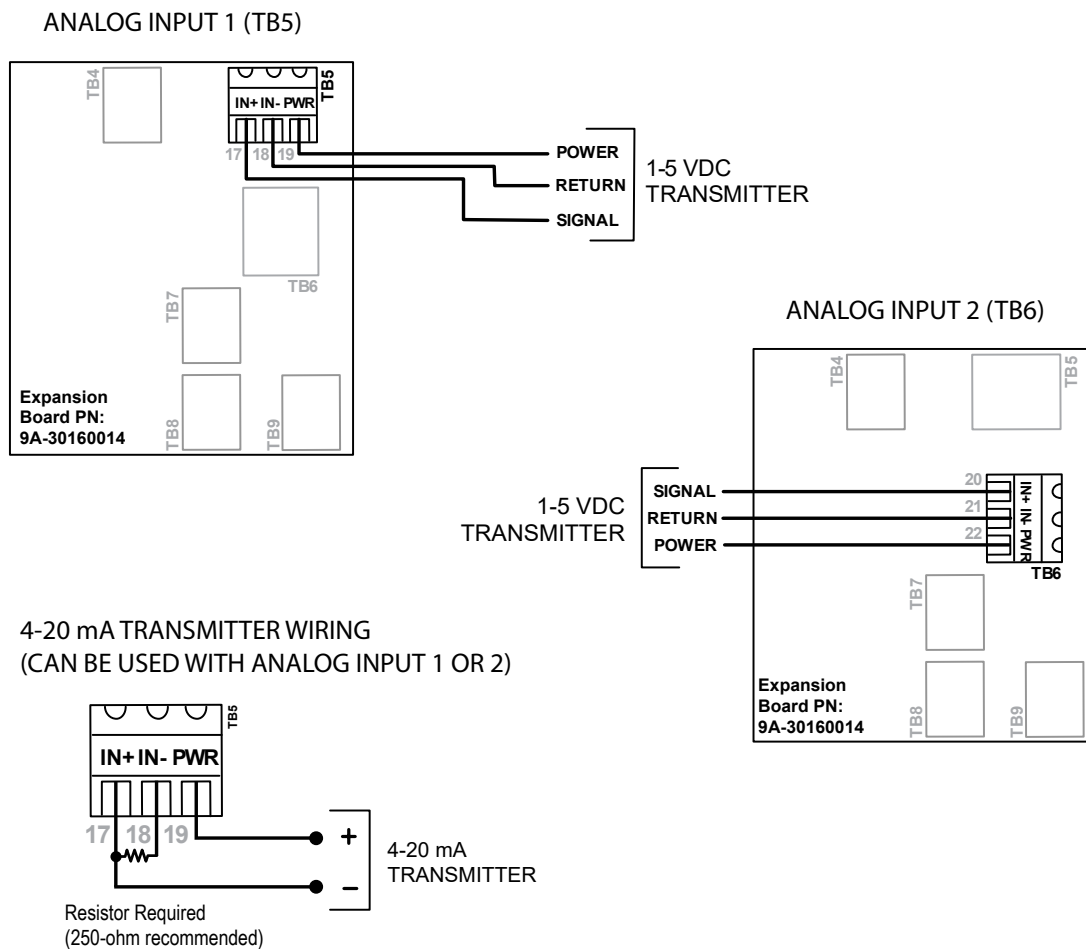 ANALOG INPUT 1 (TB5)
TB4
TB5
IN+ IN- PWR
17 18 19
POWER
RETURN
SIGNAL
1-5 VDC
TRANSMITTER
TB6
TB7
TB8
TB9
Expansion
Board PN:
9A-30160014
ANALOG INPUT 2 (TB6)
TB4
TB5
1-5 VDC
TRANSMITTER
SIGNAL
RETURN
POWER
20
21
22
IN+ IN- PWR
TB6
TB7
TB8
TB9
Expansion
Board PN:
9A-30160014
4-20 mA TRANSMITTER WIRING
(CAN BE USED WITH ANALOG INPUT 1 OR 2)
TB5
IN+ IN- PWR
17 18 19
+
–
4-20 mA
TRANSMITTER
Resistor Required
(250-ohm recommended)